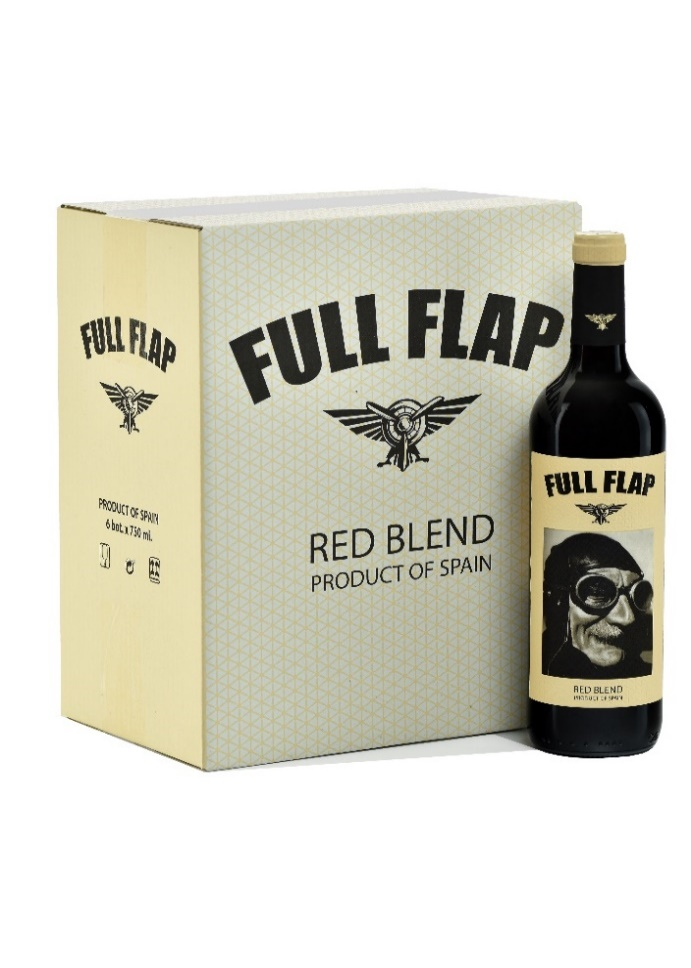 FULL FLAP
PRODUCT OF SPAIN
6 bot. x 750 ml.
FULL FLAP
RED BLEND
PRODUCT OF SPAIN
FULL FLAP
RED BLEND
PRODUCT OF SPAIN